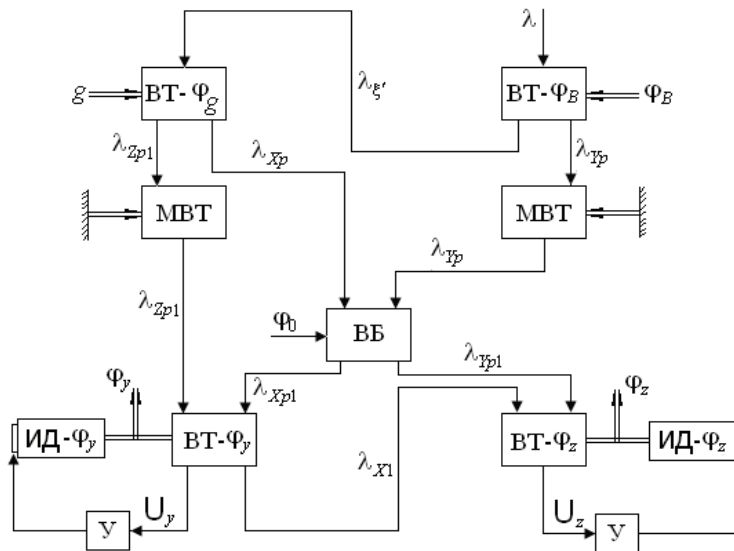 λ
g
ВТ-φg
λξ'
ВТ-φB
φB
λZp1
λXp
λYp
МВТ
МВТ
λYp
λZp1
φ0
ВБ
λYp1
φy
λXp1
φz
ИД-φy
ВТ-φy
λX1
ВТ-φz
ИД-φz
У
Uy
Uz
У